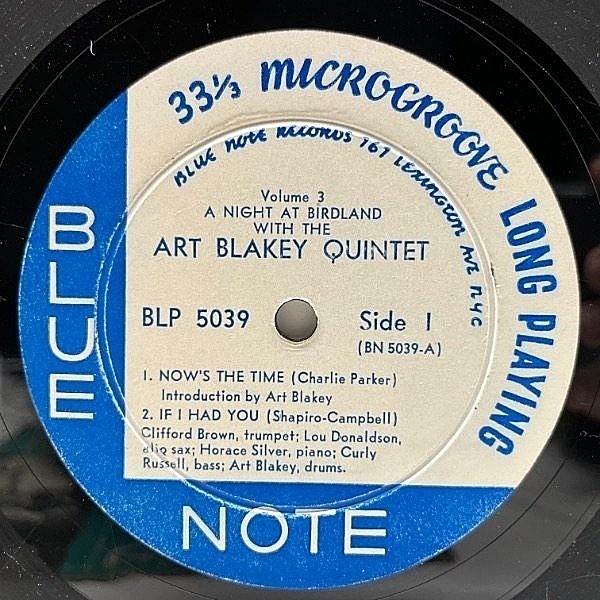 33⅓ MICROGROOVE LONG PLAYING
BLUE NOTE RECORDS 767 LEXINGTON AVE NYC
Volume 3
A NIGHT AT BIRDLAND
WITH THE
ART BLAKEY QUINTET
BLP 5039 Side 1
(BN 5039-A)
1. NOW'S THE TIME (Charlie Parker)
Introduction by Art Blakey
2. IF I HAD YOU (Shapiro-Campbell)
Clifford Brown, trumpet; Lou Donaldson,
alto sax; Horace Silver, piano; Curly
Russell, bass; Art Blakey, drums.
BLUE
NOTE